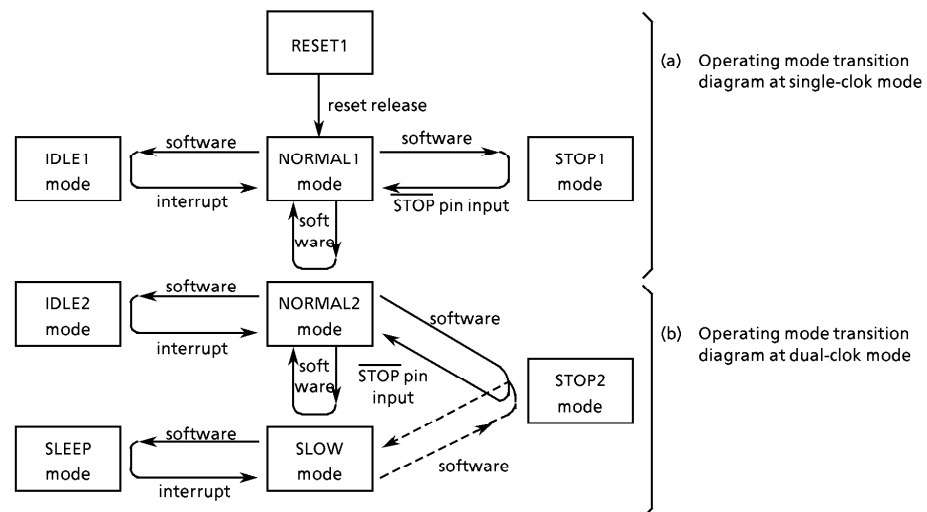 RESET1
(a) Operating mode transition
diagram at single-clok mode
reset release
IDLE1
mode
software
interrupt
NORMAL1
mode
software
STOP pin input
STOP1
mode
soft
ware
IDLE2
mode
software
interrupt
NORMAL2
mode
software
(b) Operating mode transition
diagram at dual-clok mode
soft
ware
STOP pin
input
STOP2
mode
SLEEP
mode
software
interrupt
SLOW
mode
software